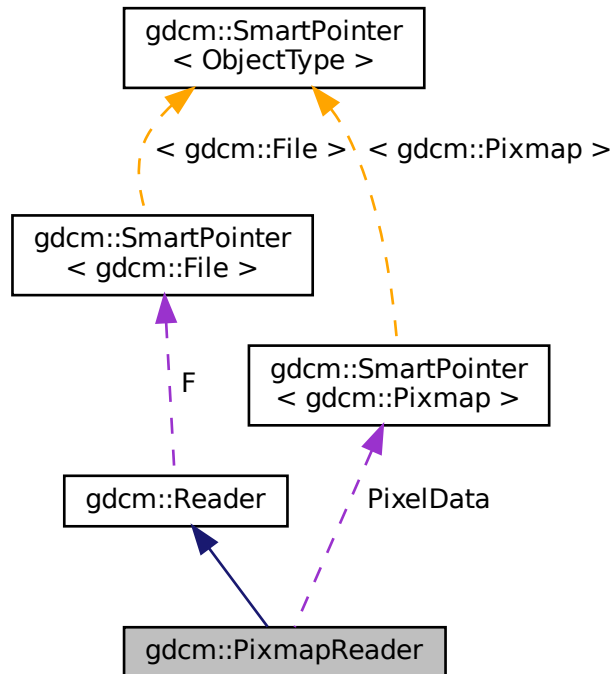 gdcm::SmartPointer
< ObjectType >
< gdcm::File >
< gdcm::Pixmap >
gdcm::SmartPointer
< gdcm::File >
gdcm::SmartPointer
< gdcm::Pixmap >
F
gdcm::Reader
PixelData
gdcm::PixmapReader